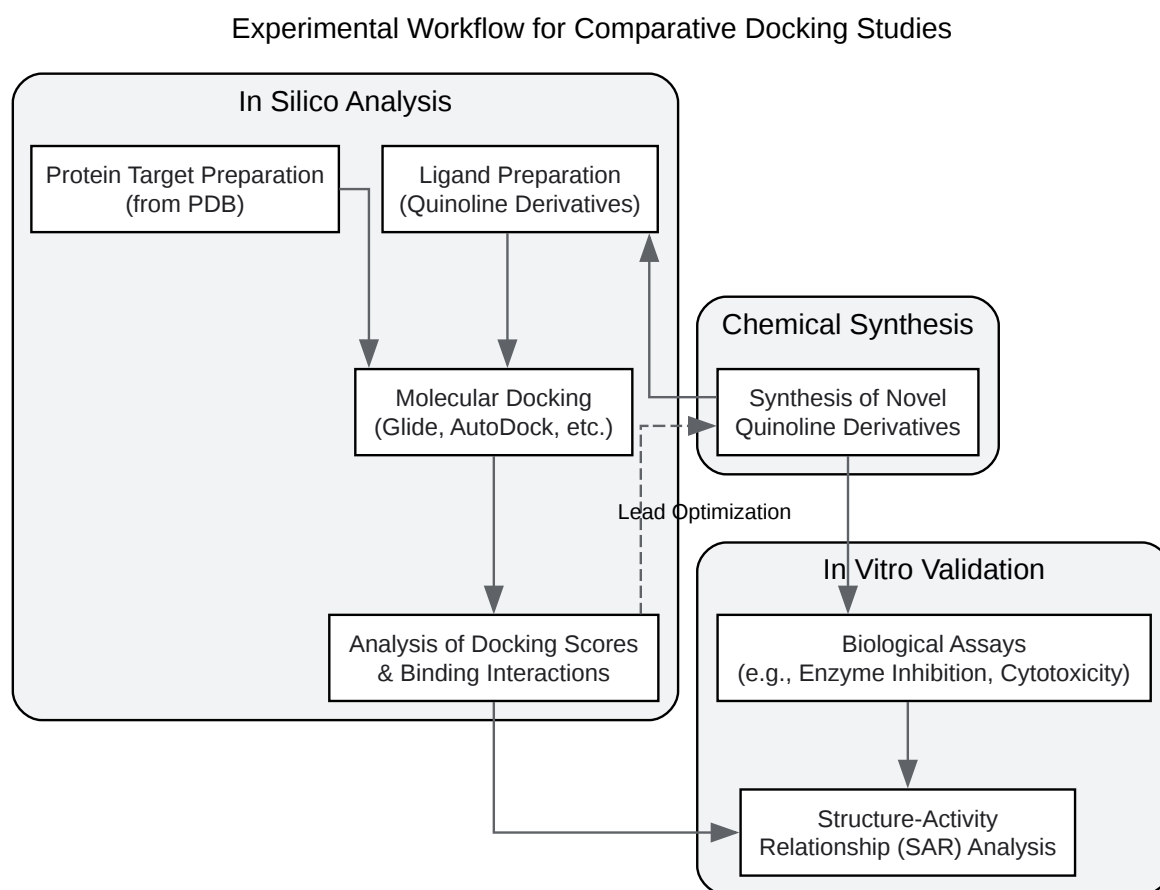 Experimental Workflow for Comparative Docking Studies
In Silico Analysis
Protein Target Preparation
(from PDB)
Ligand Preparation
(Quinoline Derivatives)
Chemical Synthesis
Molecular Docking
(Glide, AutoDock, etc.)
Synthesis of Novel
Quinoline Derivatives
Lead Optimization
In Vitro Validation
Analysis of Docking Scores
& Binding Interactions
Biological Assays
(e.g., Enzyme Inhibition, Cytotoxicity)
Structure-Activity
Relationship (SAR) Analysis